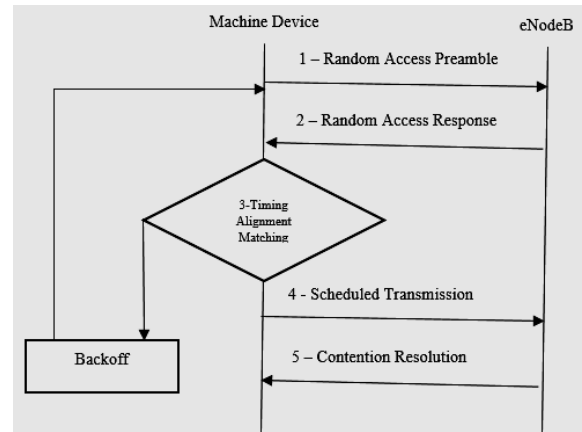 Machine Device
eNodeB
1 – Random Access Preamble
2 – Random Access Response
3-Timing
Alignment
Matching
4 - Scheduled Transmission
5 – Contention Resolution
Backoff